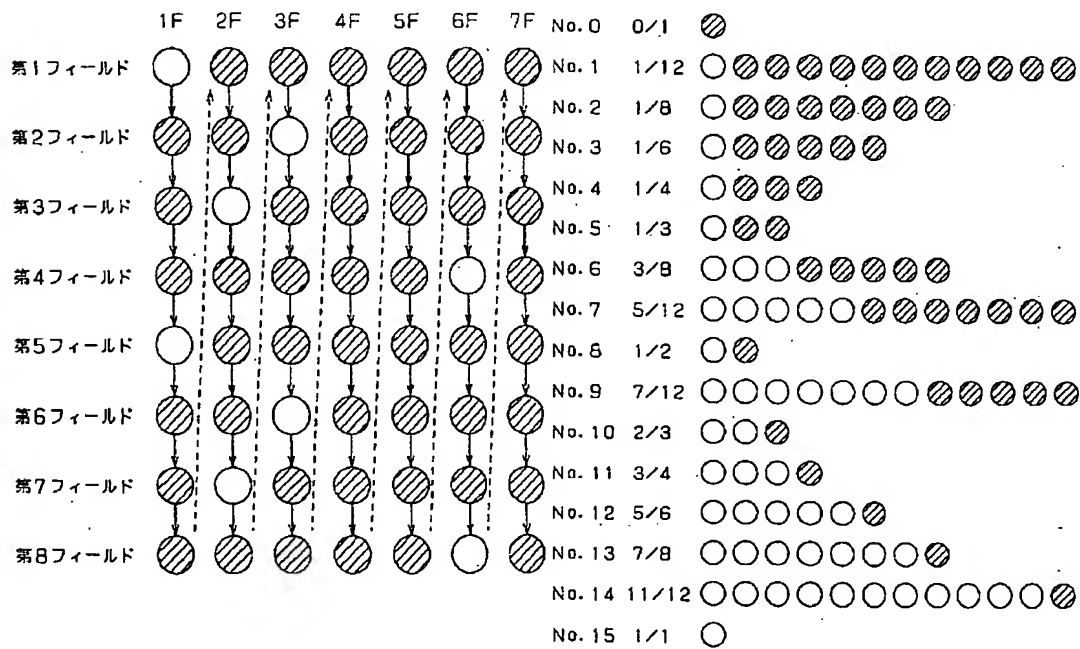 1F 2F 3F 4F 5F 6F 7F
第1フィールド
第2フィールド
第3フィールド
第4フィールド
第5フィールド
第6フィールド
第7フィールド
第8フィールド
No. 0 0/1
No. 1 1/12
No. 2 1/8
No. 3 1/6
No. 4 1/4
No. 5 1/3
No. 6 3/8
No. 7 5/12
No. 8 1/2
No. 9 7/12
No. 10 2/3
No. 11 3/4
No. 12 5/6
No. 13 7/8
No. 14 11/12
No. 15 1/1